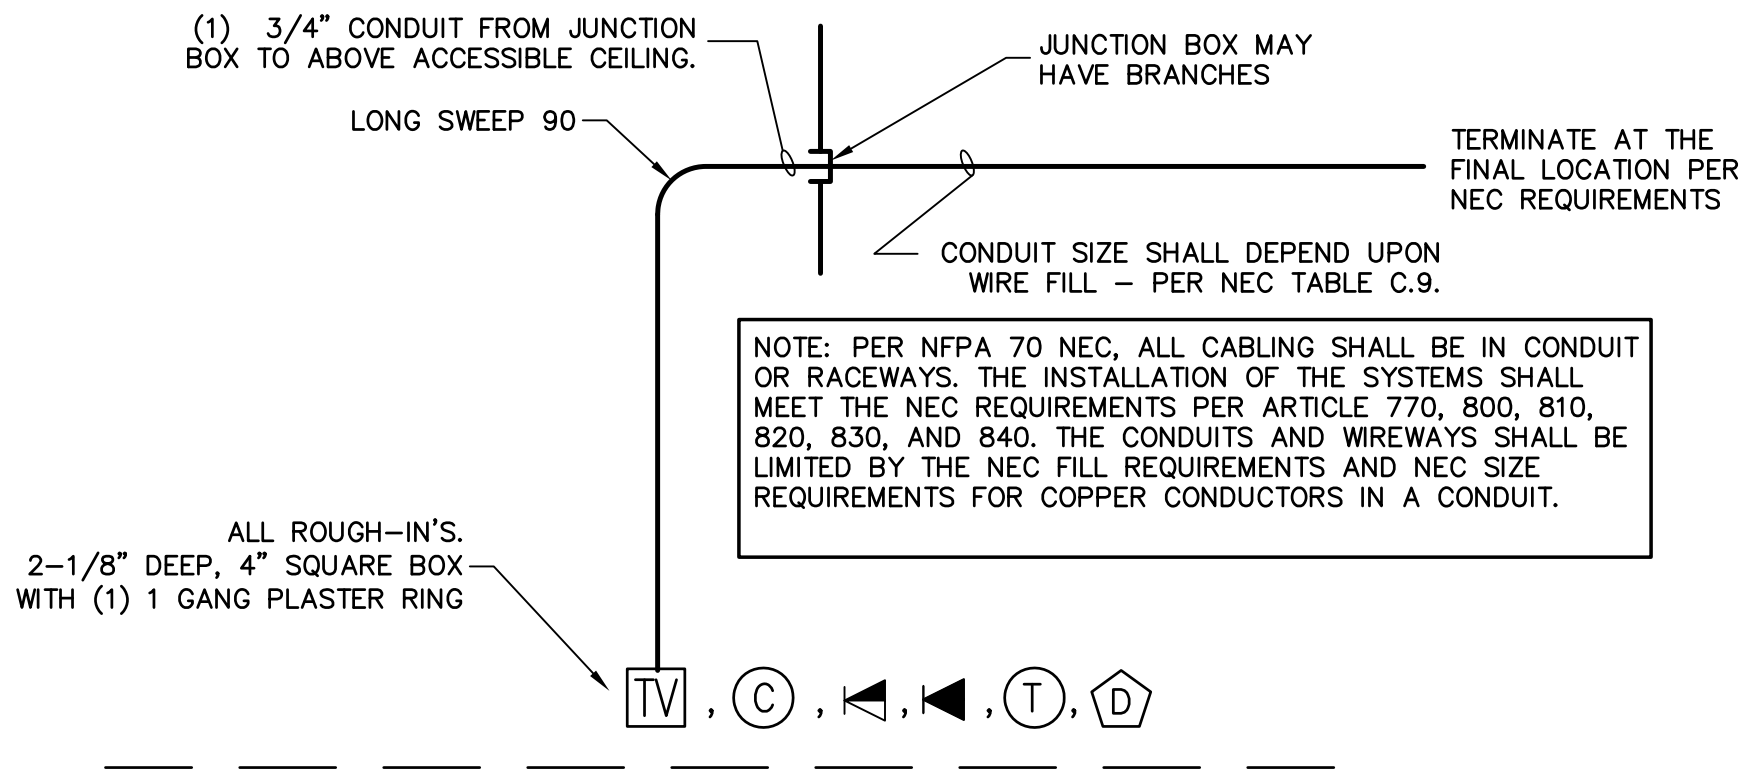 (1) 3/4" CONDUIT FROM JUNCTION
BOX TO ABOVE ACCESSIBLE CEILING.
JUNCTION BOX MAY
HAVE BRANCHES
LONG SWEEP 90
TERMINATE AT THE
FINAL LOCATION PER
NEC REQUIREMENTS
CONDUIT SIZE SHALL DEPEND UPON
WIRE FILL – PER NEC TABLE C.9.
NOTE: PER NFPA 70 NEC, ALL CABLING SHALL BE IN CONDUIT
OR RACEWAYS. THE INSTALLATION OF THE SYSTEMS SHALL
MEET THE NEC REQUIREMENTS PER ARTICLE 770, 800, 810,
820, 830, AND 840. THE CONDUITS AND WIREWAYS SHALL BE
LIMITED BY THE NEC FILL REQUIREMENTS AND NEC SIZE
REQUIREMENTS FOR COPPER CONDUCTORS IN A CONDUIT.
ALL ROUGH–IN'S.
2–1/8" DEEP, 4" SQUARE BOX
WITH (1) 1 GANG PLASTER RING
TV , C , , , T , D